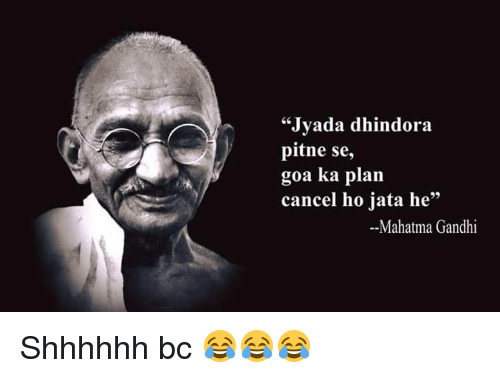 “Jyada dhindora
pitne se,
goa ka plan
cancel ho jata he”
--Mahatma Gandhi
Shhhhhh bc 😂😂😂